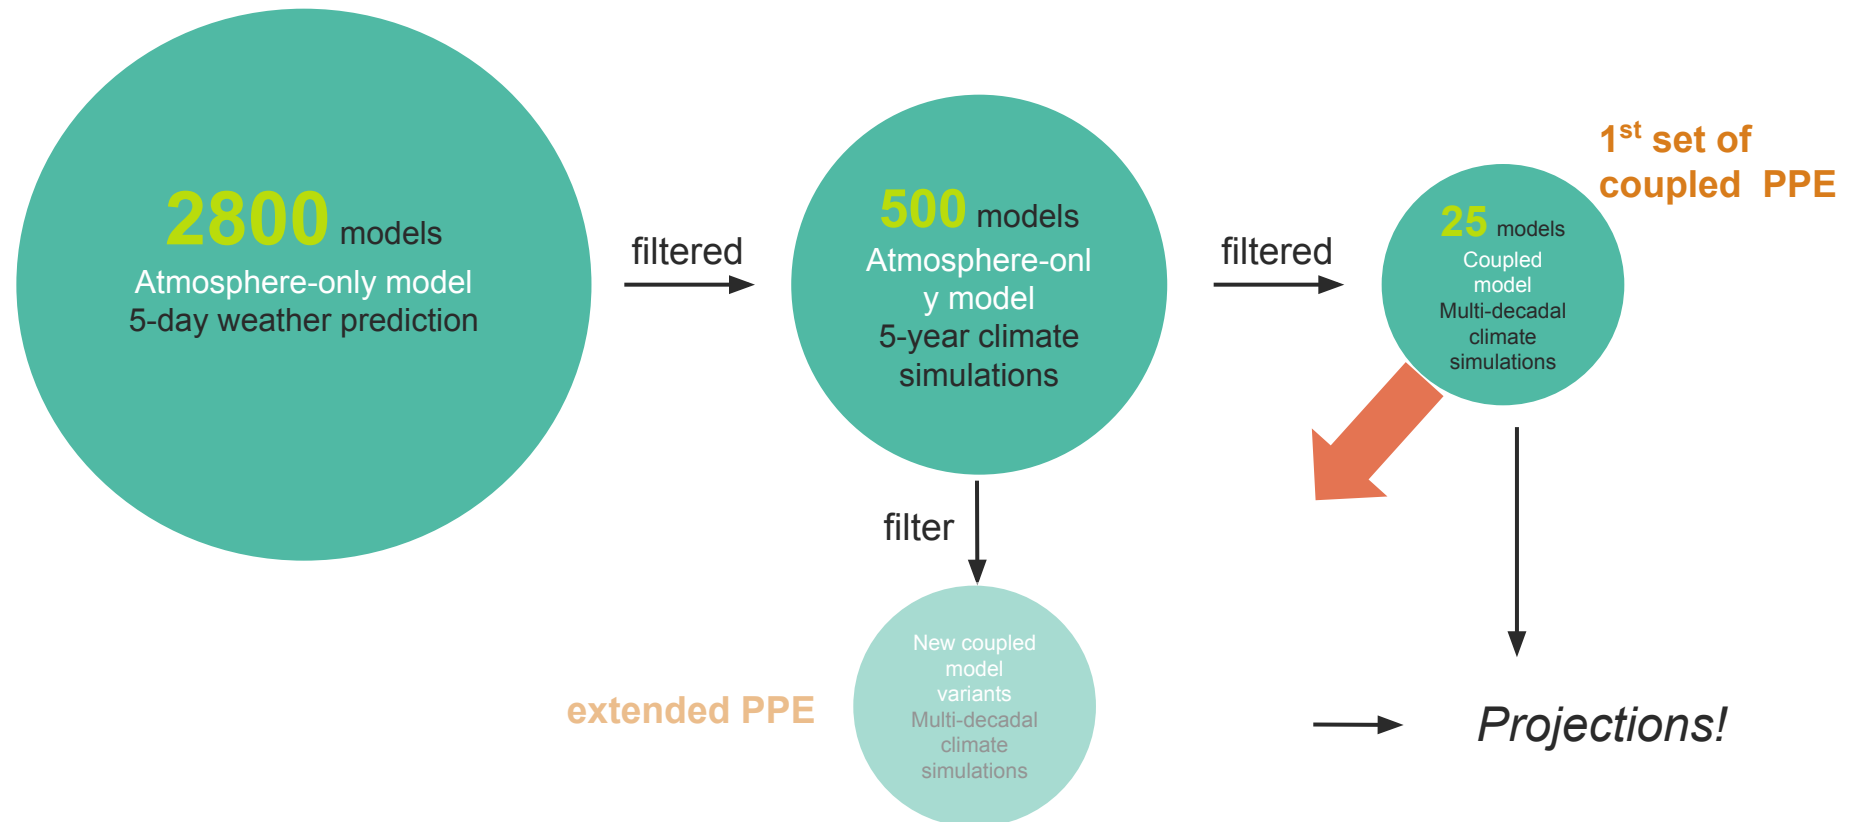 2800 models
Atmosphere-only model
5-day weather prediction
filtered
500 models
Atmosphere-onl
y model
5-year climate
simulations
filtered
1st set of
coupled PPE
25 models
Coupled
model
Multi-decadal
climate
simulations
filter
extended PPE
New coupled
model
variants
Multi-decadal
climate
simulations
Projections!